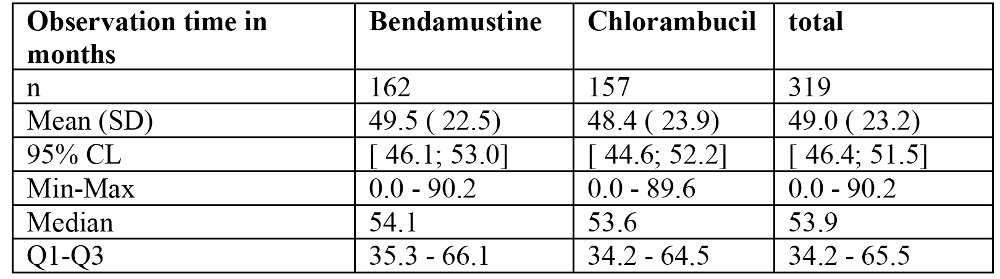 Observation time in months Bendamustine Chlorambucil total
n 162 157 319
Mean (SD) 49.5 ( 22.5) 48.4 ( 23.9) 49.0 ( 23.2)
95% CL [ 46.1; 53.0] [ 44.6; 52.2] [ 46.4; 51.5]
Min-Max 0.0 - 90.2 0.0 - 89.6 0.0 - 90.2
Median 54.1 53.6 53.9
Q1-Q3 35.3 - 66.1 34.2 - 64.5 34.2 - 65.5